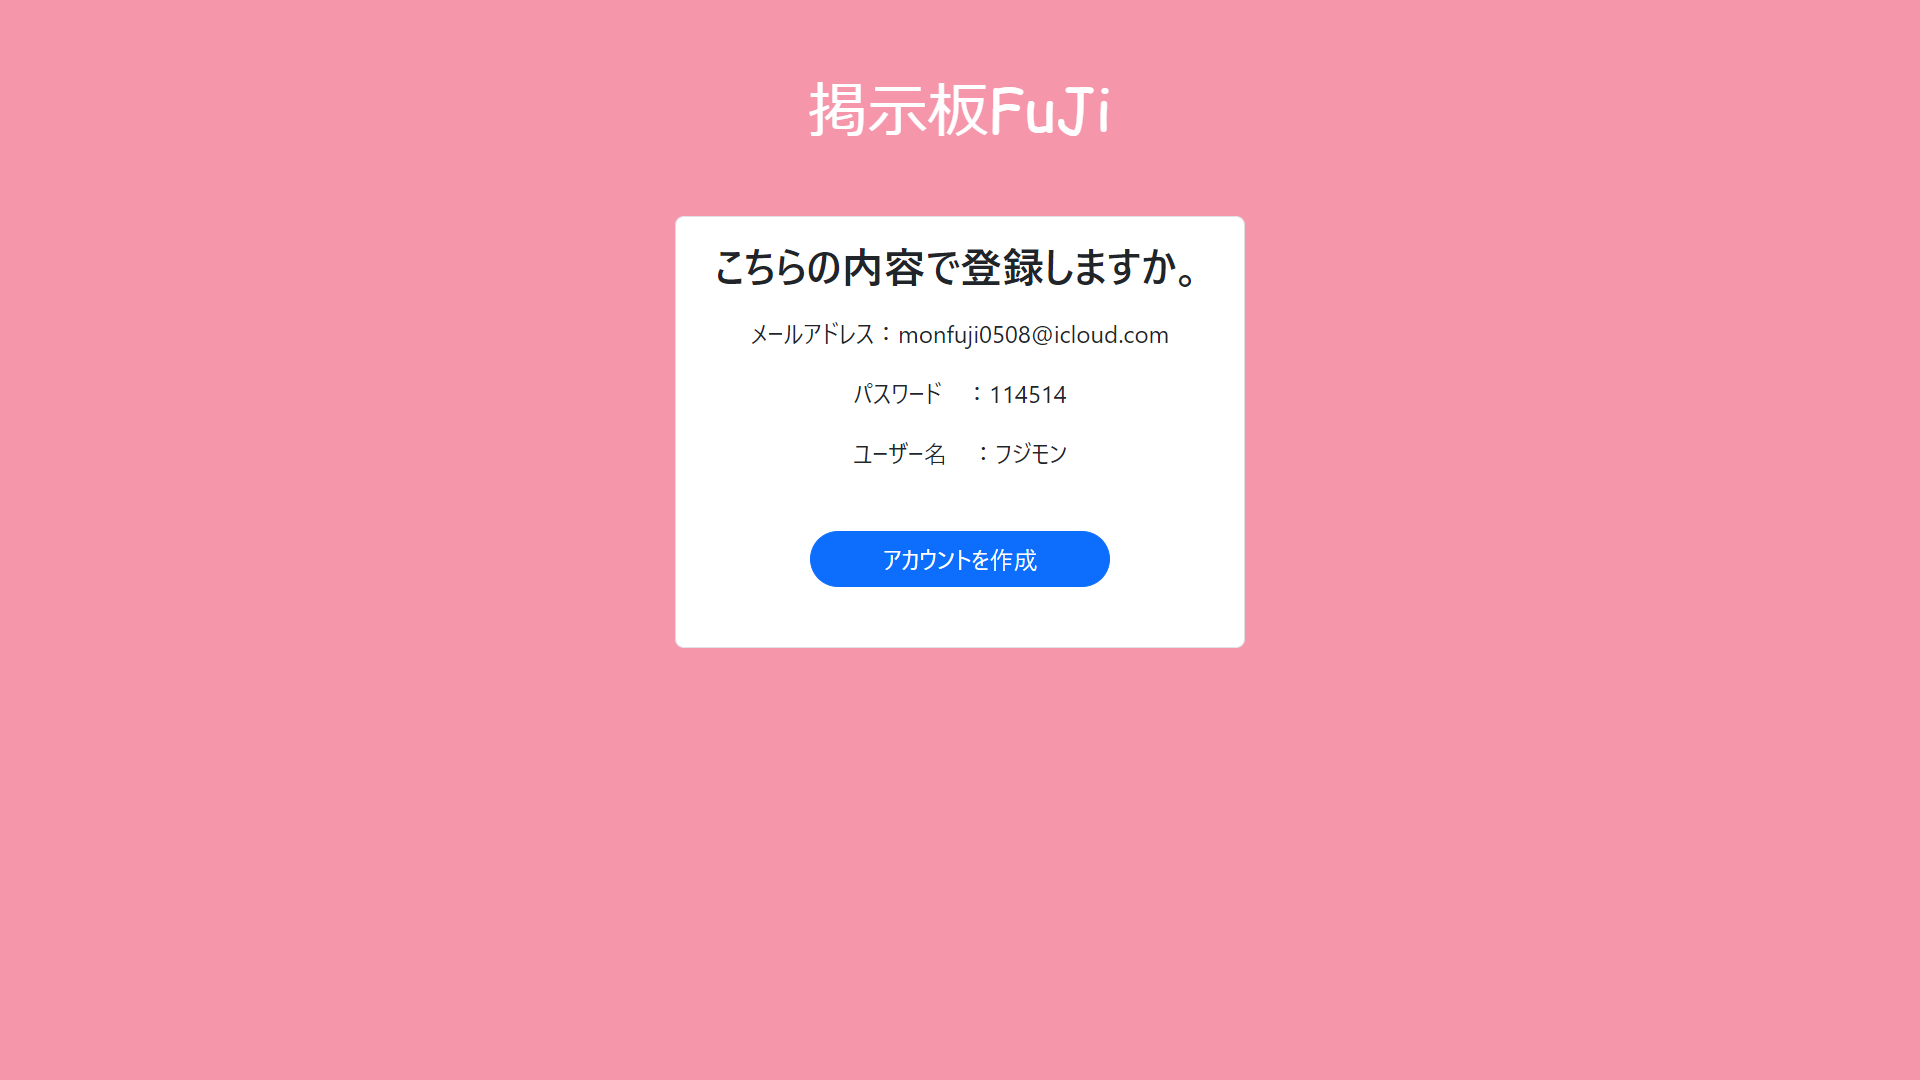 掲示板FuJi
こちらの内容で登録しますか。
メールアドレス：monfuji0508@icloud.com
パスワード　：114514
ユーザー名　：フジモン
アカウントを作成